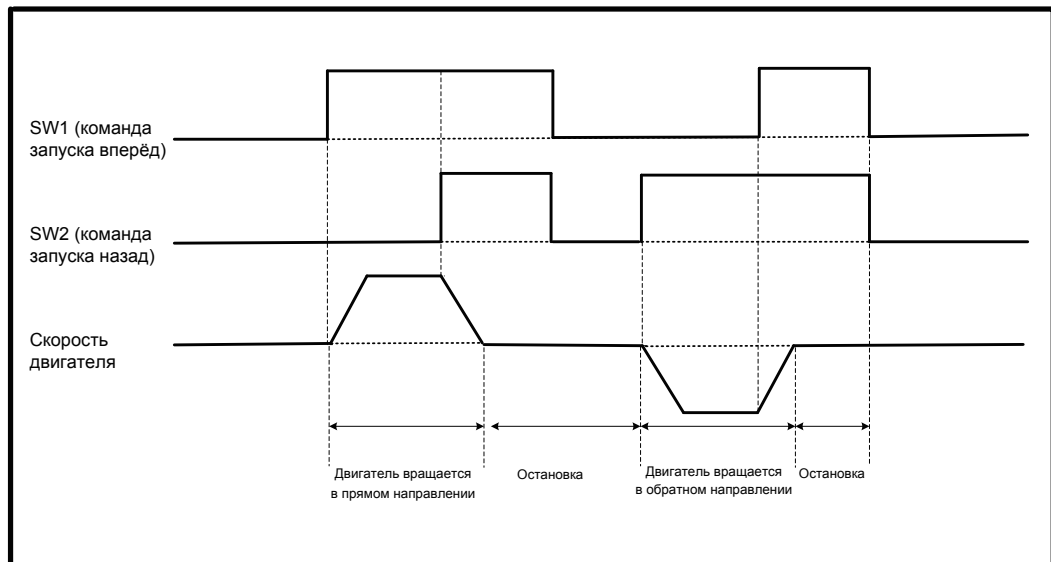 SW1 (команда
запуска вперёд)
SW2 (команда
запуска назад)
Скорость
двигателя
Двигатель вращается
в прямом направлении
Остановка
Двигатель вращается
в обратном направлении
Остановка